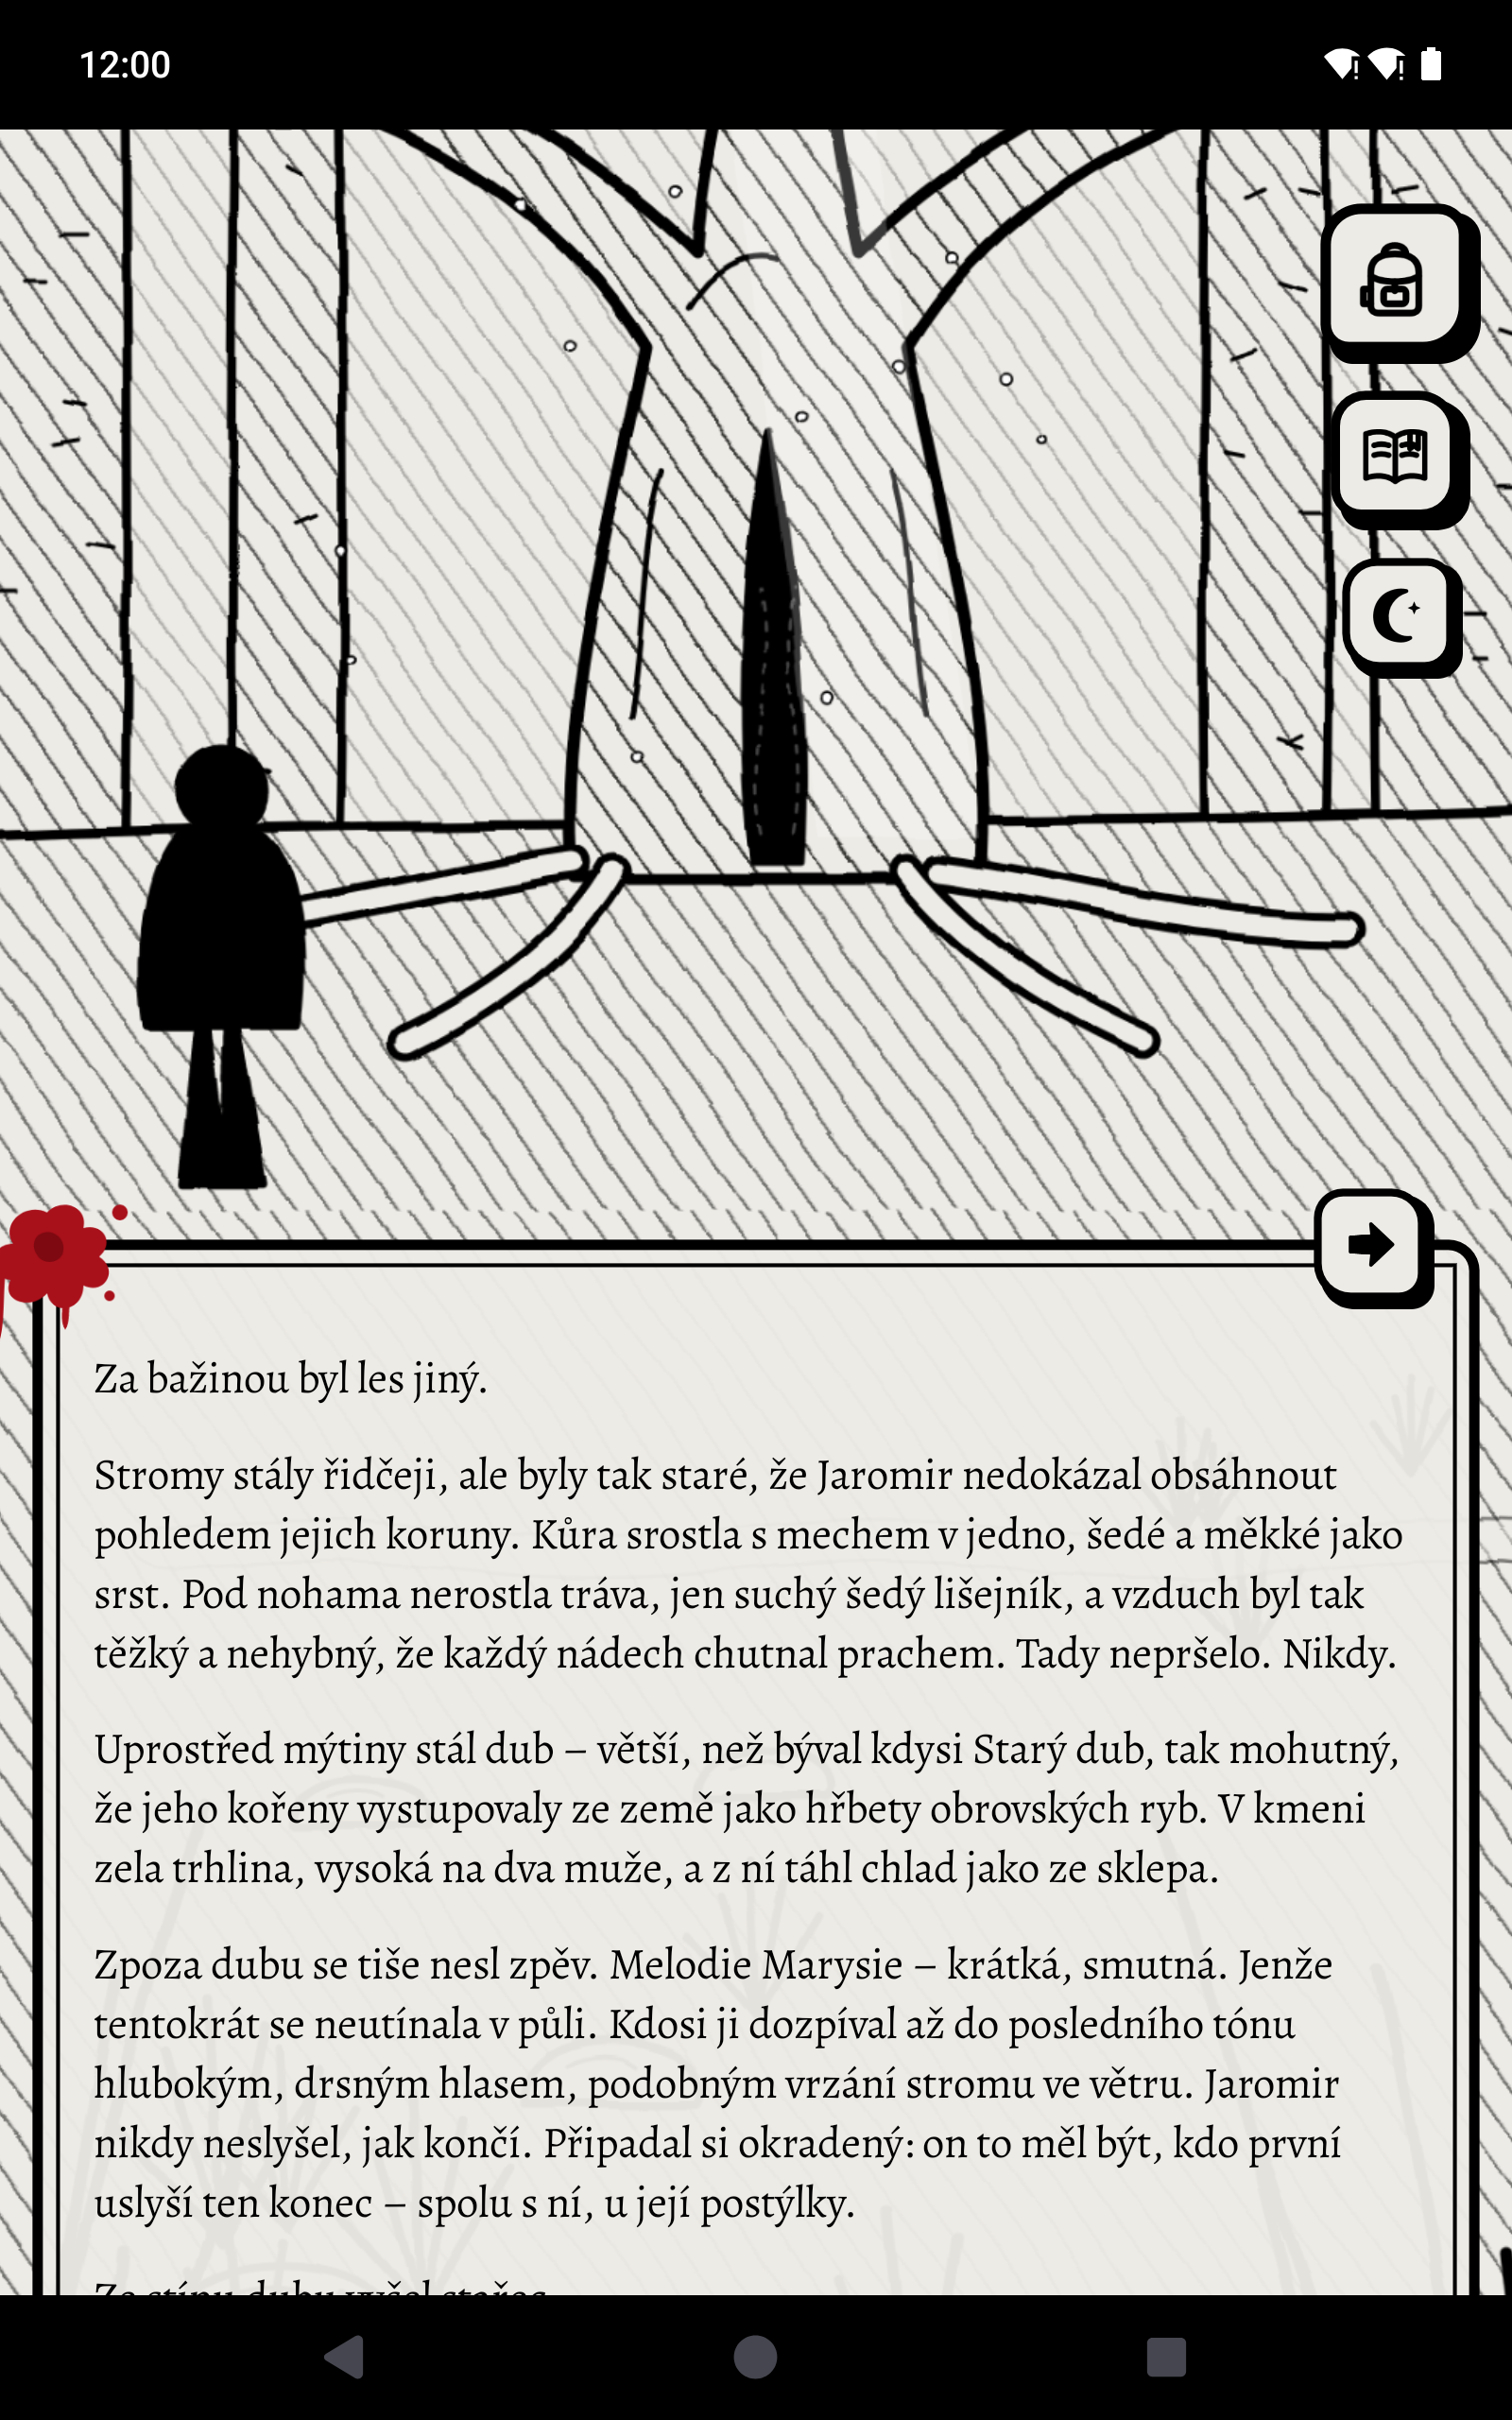 12:00
Za bažinou byl les jiný.
Stromy stály řidčeji, ale byly tak staré, že Jaromir nedokázal obsáhnout
pohledem jejich koruny. Kůra srostla s mechem v jedno, šedé a měkké jako
srst. Pod nohama nerostla tráva, jen suchý šedý lišejník, a vzduch byl tak
těžký a nehybný, že každý nádech chutnal prachem. Tady nepršelo. Nikdy.
Uprostřed mýtiny stál dub – větší, než býval kdysi Starý dub, tak mohutný,
že jeho kořeny vystupovaly ze země jako hřbety obrovských ryb. V kmeni
zela trhlina, vysoká na dva muže, a z ní táhl chlad jako ze sklepa.
Zpoza dubu se tiše nesl zpěv. Melodie Marysie – krátká, smutná. Jenže
tentokrát se neutínala v půli. Kdosi ji dozpíval až do posledního tónu
hlubokým, drsným hlasem, podobným vrzání stromu ve větru. Jaromir
nikdy neslyšel, jak končí. Připadal si okradený: on to měl být, kdo první
uslyší ten konec – spolu s ní, u její postýlky.
Ze stínu dubu vyšel stařec